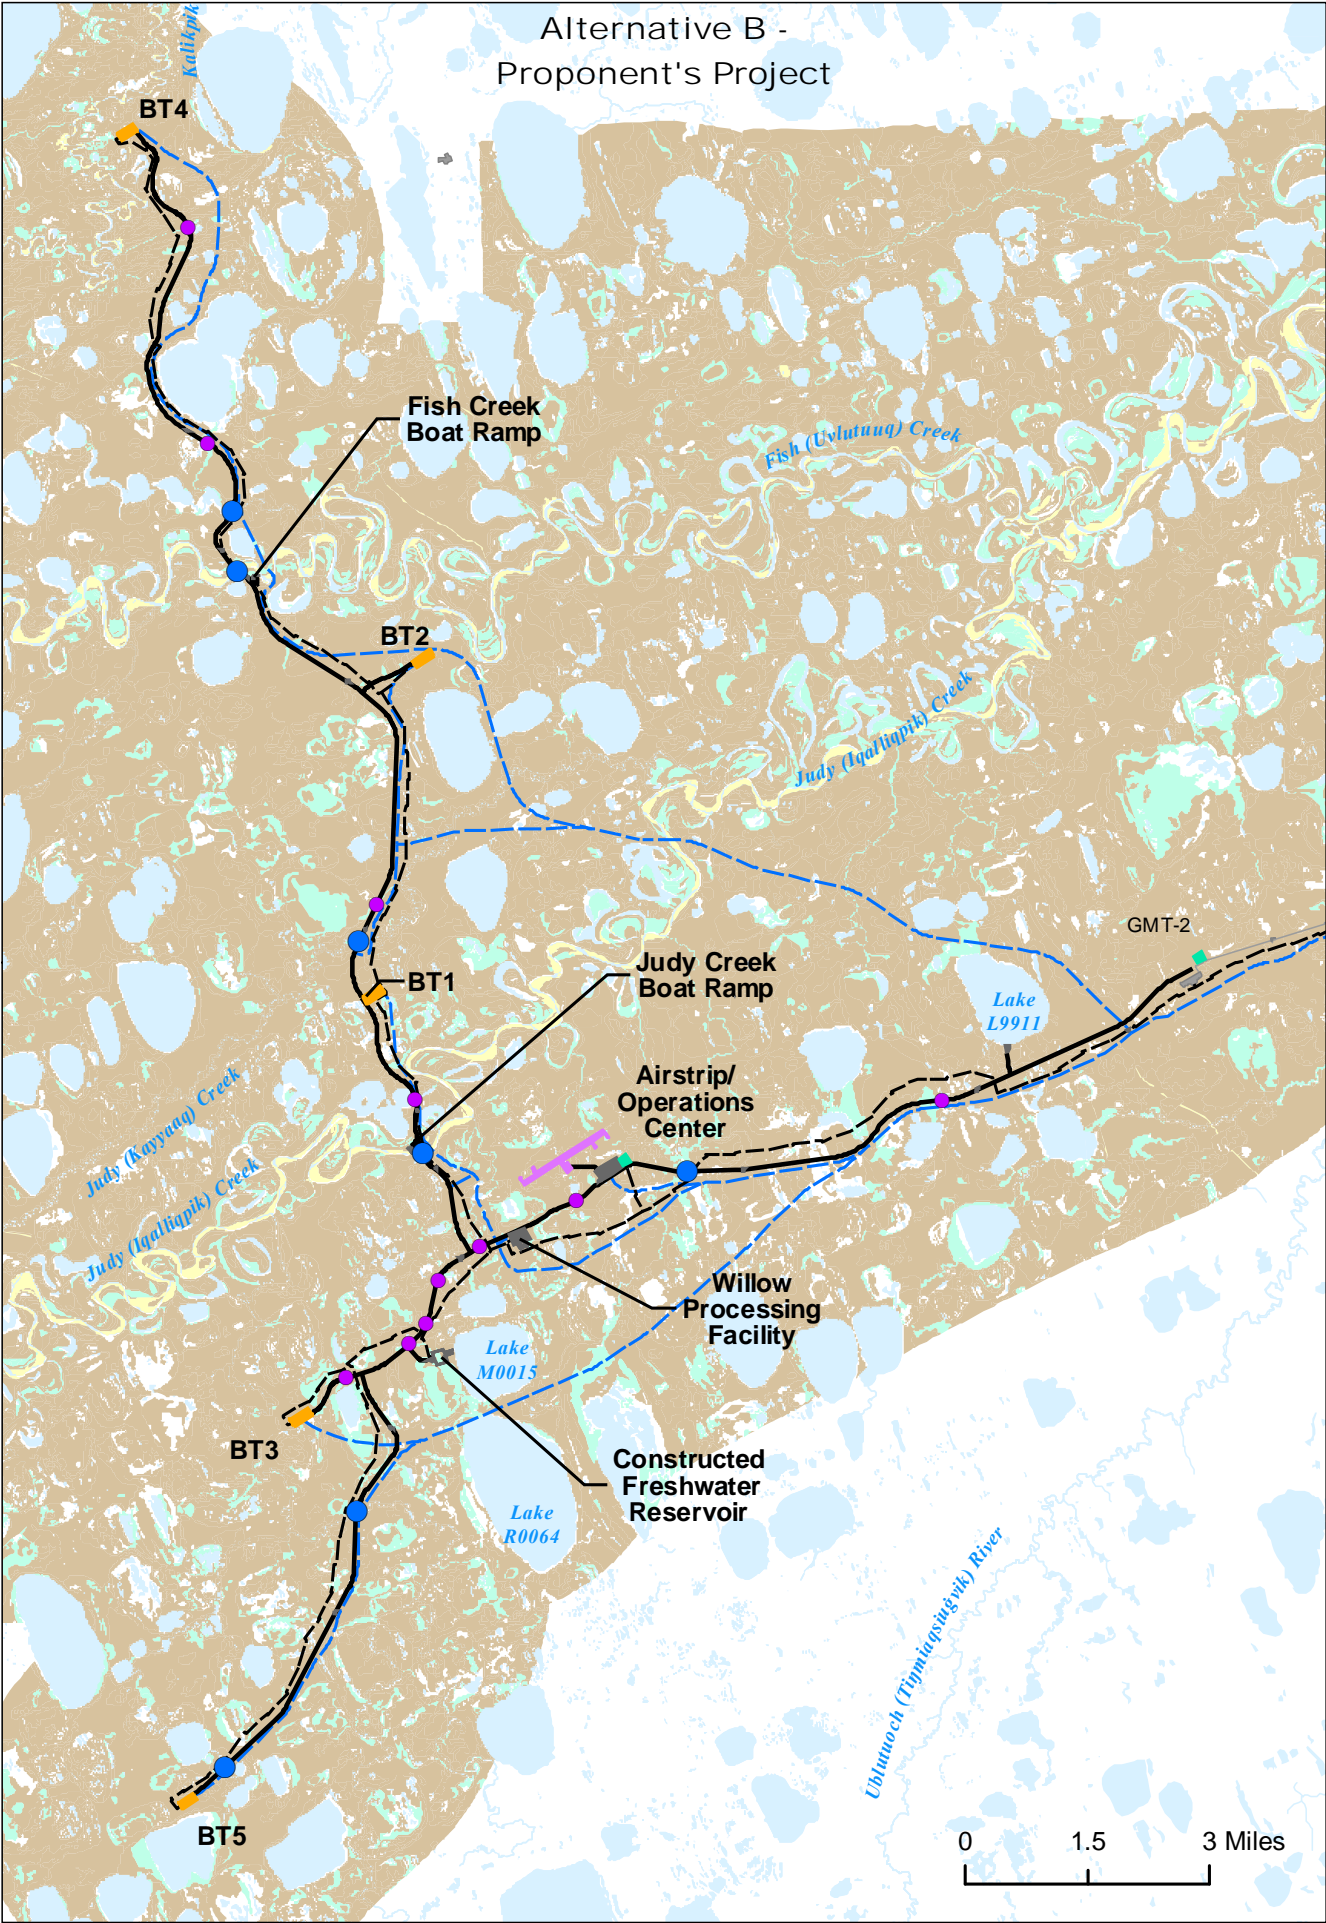 Alternative B -
Proponent's Project
Kalikpik
BT4
Fish Creek
Boat Ramp
Fish (Uvlutuuq) Creek
BT2
Judy (Iqalliqpik) Creek
GMT-2
Judy Creek
Boat Ramp
BT1
Lake
L9911
Airstrip/
Operations
Center
Judy (Kayyaaq) Creek
Judy (Iqalliqpik) Creek
Willow
Processing
Facility
Lake
M0015
BT3
Constructed
Freshwater
Reservoir
Lake
R0064
Ublutuoch (Tiŋmiaqsiuġvik) River
BT5
0 1.5 3 Miles